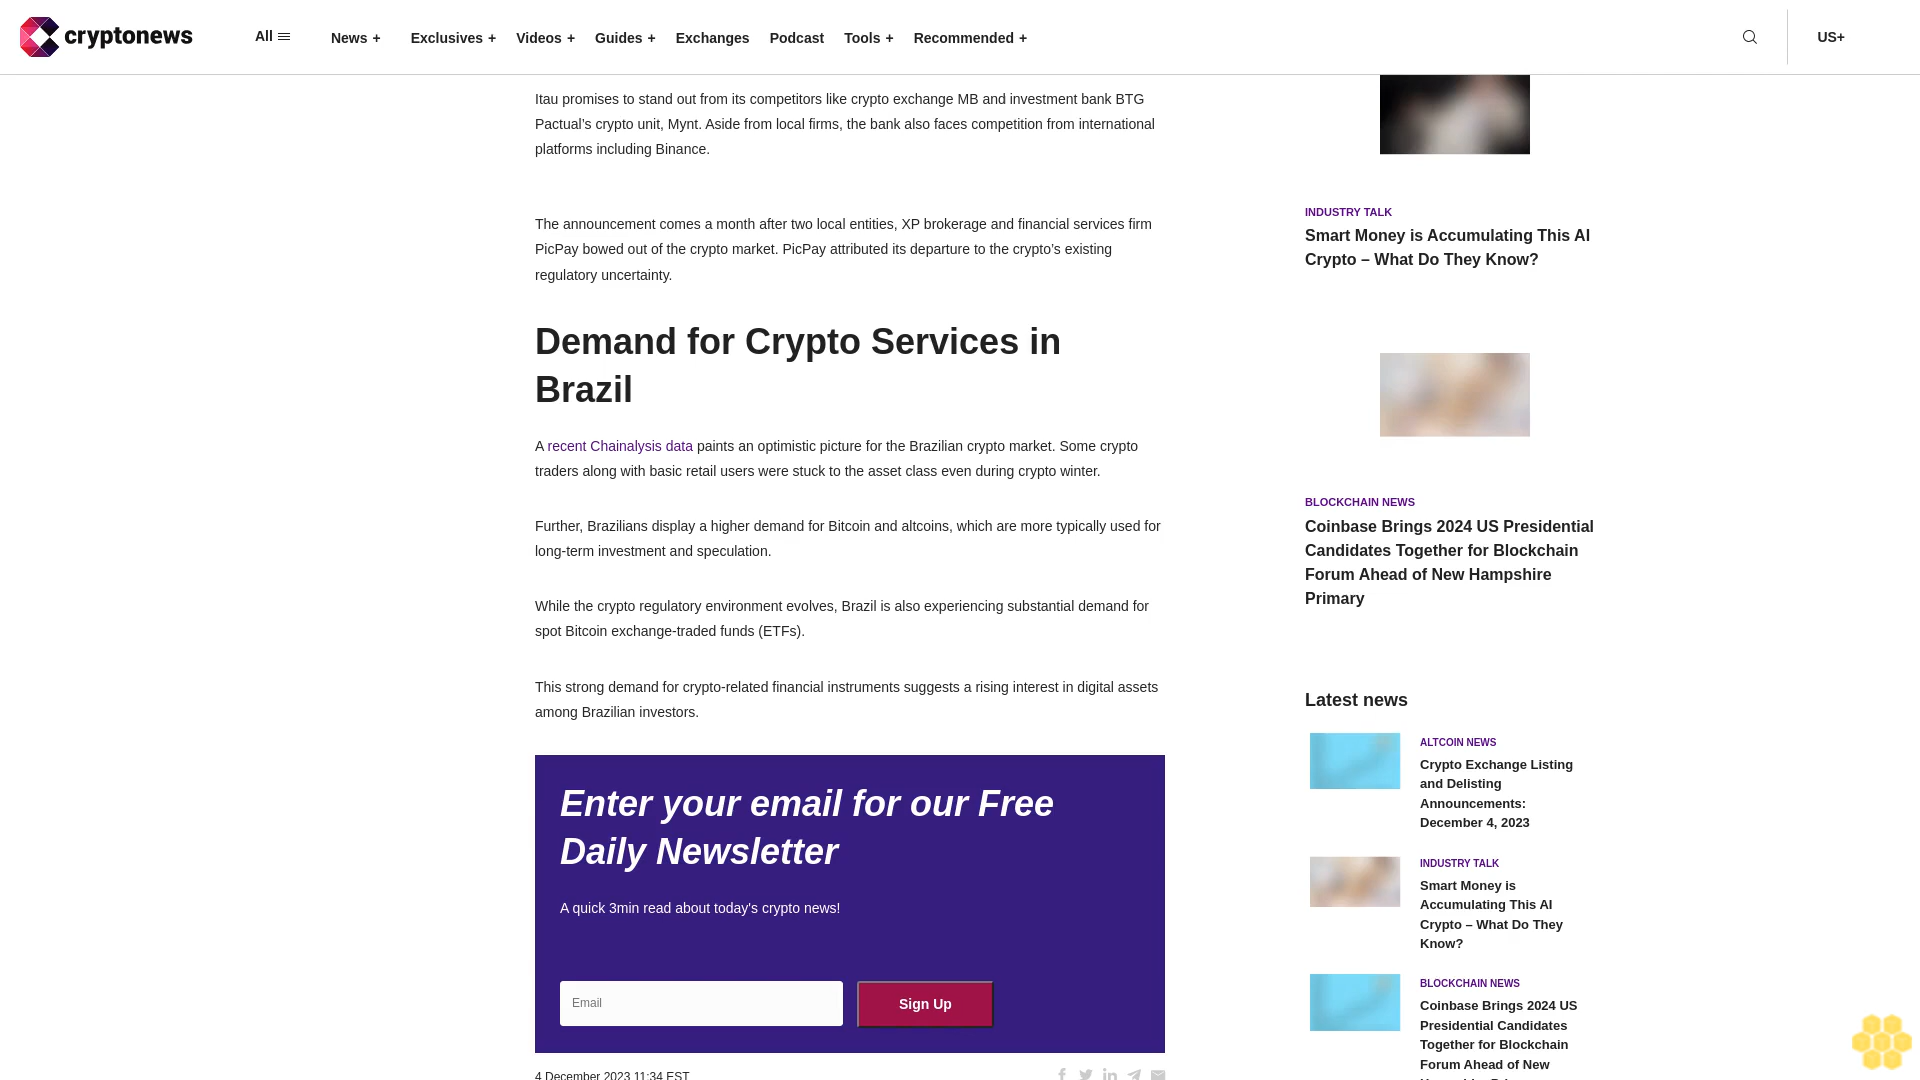 cryptonews
All
News +
Exclusives +
Videos +
Guides +
Exchanges
Podcast
Tools +
Recommended +
US+
Itau promises to stand out from its competitors like crypto exchange MB and investment bank BTG
Pactual’s crypto unit, Mynt. Aside from local firms, the bank also faces competition from international
platforms including Binance.
The announcement comes a month after two local entities, XP brokerage and financial services firm
PicPay bowed out of the crypto market. PicPay attributed its departure to the crypto’s existing
regulatory uncertainty.
Demand for Crypto Services in
Brazil
A recent Chainalysis data paints an optimistic picture for the Brazilian crypto market. Some crypto
traders along with basic retail users were stuck to the asset class even during crypto winter.
Further, Brazilians display a higher demand for Bitcoin and altcoins, which are more typically used for
long-term investment and speculation.
While the crypto regulatory environment evolves, Brazil is also experiencing substantial demand for
spot Bitcoin exchange-traded funds (ETFs).
This strong demand for crypto-related financial instruments suggests a rising interest in digital assets
among Brazilian investors.
Enter your email for our Free
Daily Newsletter
A quick 3min read about today's crypto news!
Email
Sign Up
4 December 2023 11:34 EST
INDUSTRY TALK
Smart Money is Accumulating This AI
Crypto – What Do They Know?
BLOCKCHAIN NEWS
Coinbase Brings 2024 US Presidential
Candidates Together for Blockchain
Forum Ahead of New Hampshire
Primary
Latest news
ALTCOIN NEWS
Crypto Exchange Listing
and Delisting
Announcements:
December 4, 2023
INDUSTRY TALK
Smart Money is
Accumulating This AI
Crypto – What Do They
Know?
BLOCKCHAIN NEWS
Coinbase Brings 2024 US
Presidential Candidates
Together for Blockchain
Forum Ahead of New